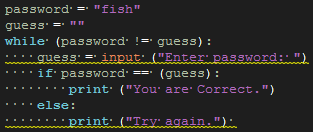 password = "fish"
guess = ""
while (password != guess):
    guess = input ("Enter password: ")
    if password == (guess):
        print ("You are Correct.")
    else:
        print ("Try again.")